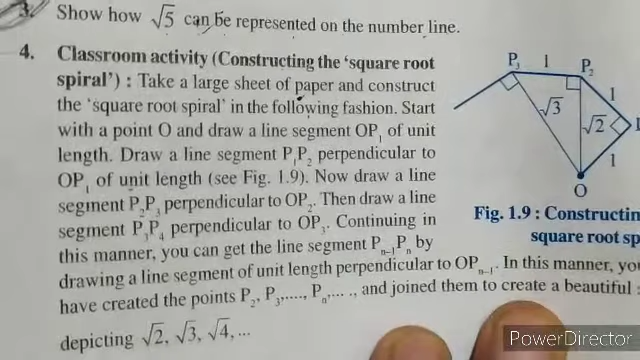 3. Show how √5 can be represented on the number line.
4. Classroom activity (Constructing the 'square root
spiral') : Take a large sheet of paper and construct
the 'square root spiral' in the following fashion. Start
with a point O and draw a line segment OP₁ of unit
length. Draw a line segment P₁P₂ perpendicular to
OP₁ of unit length (see Fig. 1.9). Now draw a line
segment P₂P₃ perpendicular to OP₂. Then draw a line
segment P₃P₄ perpendicular to OP₃. Continuing in
this manner, you can get the line segment Pₙ₋₁Pₙ by
drawing a line segment of unit length perpendicular to OPₙ₋₁. In this manner, you
have created the points P₂, P₃,...., Pₙ,... ., and joined them to create a beautiful
depicting √2, √3, √4, ...
P₃ 1 P₂
1
√3
√2
1
O
Fig. 1.9 : Constructin
square root sp
PowerDirector